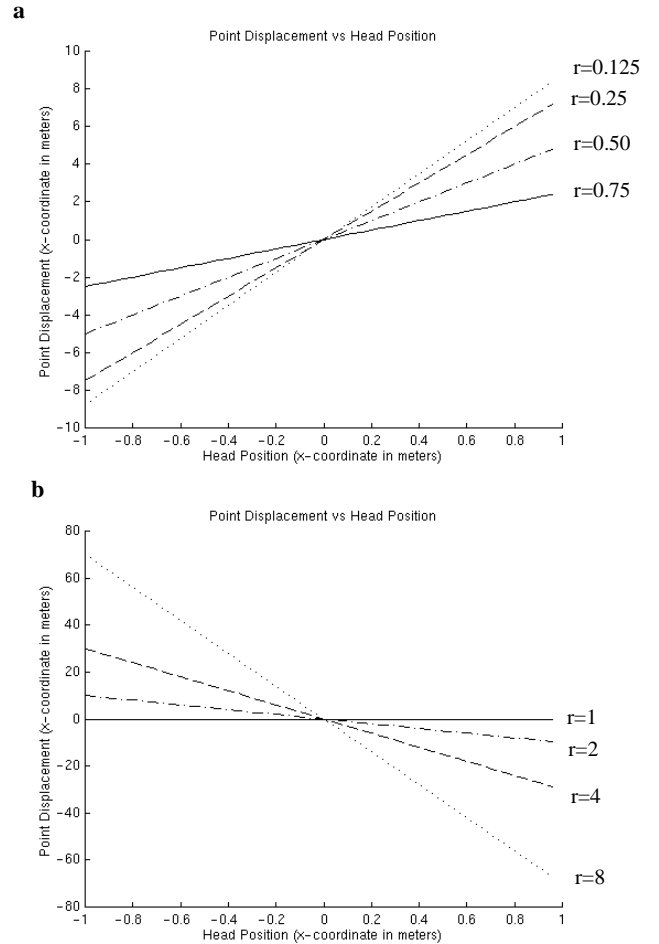 a
Point Displacement vs Head Position
10
8
6
4
2
0
−2
−4
−6
−8
−10
Point Displacement (x−coordinate in meters)
r=0.125
r=0.25
r=0.50
r=0.75
−1 −0.8 −0.6 −0.4 −0.2 0 0.2 0.4 0.6 0.8 1
Head Position (x−coordinate in meters)
b
Point Displacement vs Head Position
80
60
40
20
0
−20
−40
−60
−80
Point Displacement (x−coordinate in meters)
r=1
r=2
r=4
r=8
−1 −0.8 −0.6 −0.4 −0.2 0 0.2 0.4 0.6 0.8 1
Head Position (x−coordinate in meters)